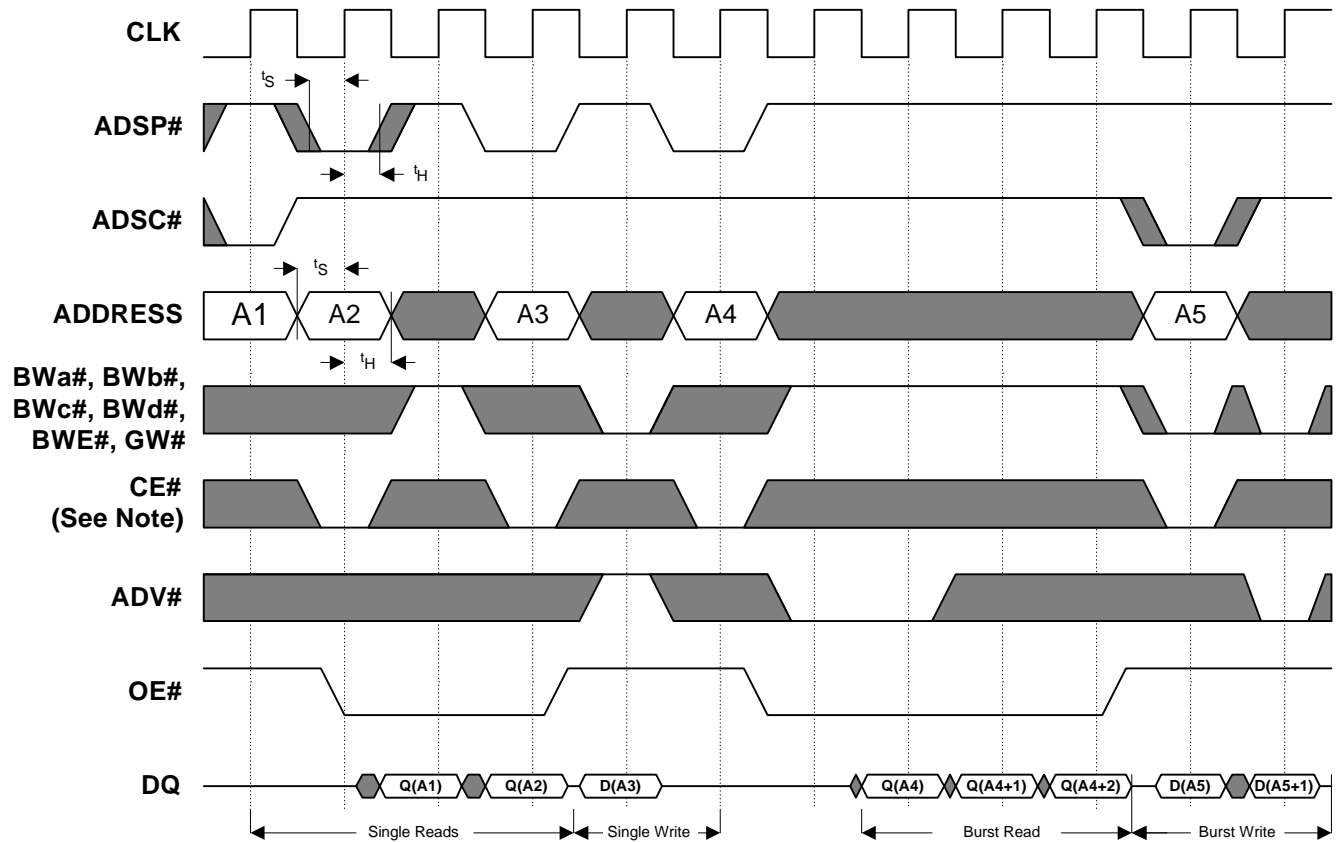 CLK
tS
ADSP#
tH
ADSC#
tS
ADDRESS
A1
A2
A3
A4
A5
tH
BWa#, BWb#,
BWc#, BWd#,
BWE#, GW#
CE#
(See Note)
ADV#
OE#
DQ
Q(A1)
Q(A2)
D(A3)
Q(A4)
Q(A4+1)
Q(A4+2)
D(A5)
D(A5+1)
Single Reads
Single Write
Burst Read
Burst Write